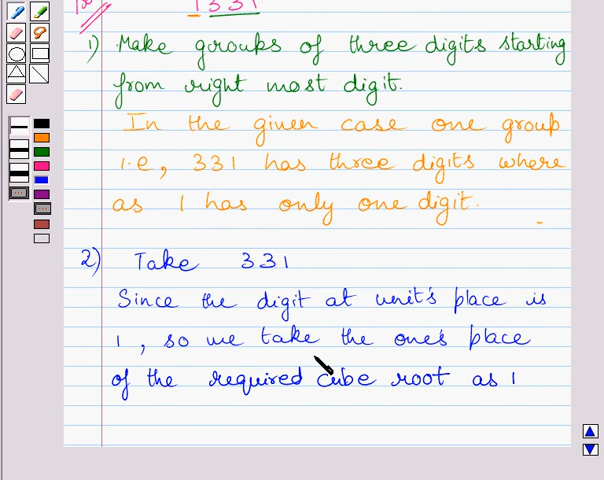 1331
1) Make groups of three digits starting
from right most digit.
In the given case one group
i.e, 331 has three digits where
as 1 has only one digit.
2) Take 331
Since the digit at unit's place is
1, so we take the one's place
of the required cube root as 1